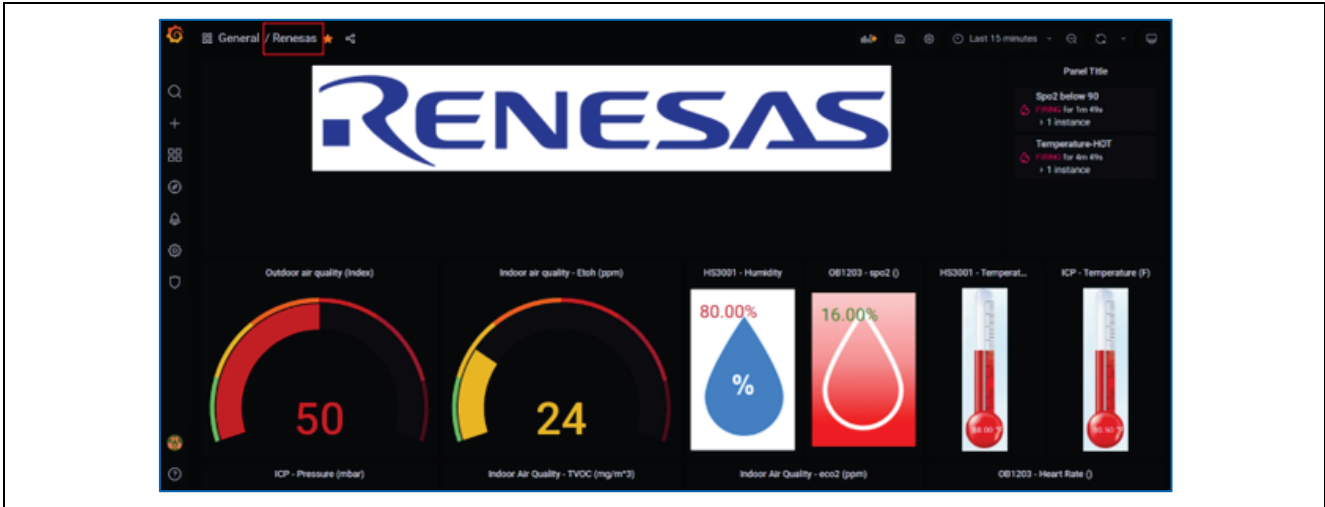 General / Renesas
Last 15 minutes
RENESAS
Panel Title
Spo2 below 90
FIRING for 1m 49s
> 1 instance
Temperature-HOT
FIRING for 4m 49s
> 1 instance
Outdoor air quality (Index)
Indoor air quality - Etoh (ppm)
HS3001 - Humidity
OB1203 - spo2 ()
HS3001 - Temperat...
ICP - Temperature (F)
80.00%
16.00%
%
50
24
90.50 °F
ICP - Pressure (mbar)
Indoor Air Quality - TVOC (mg/m^3)
Indoor Air Quality - eco2 (ppm)
OB1203 - Heart Rate ()